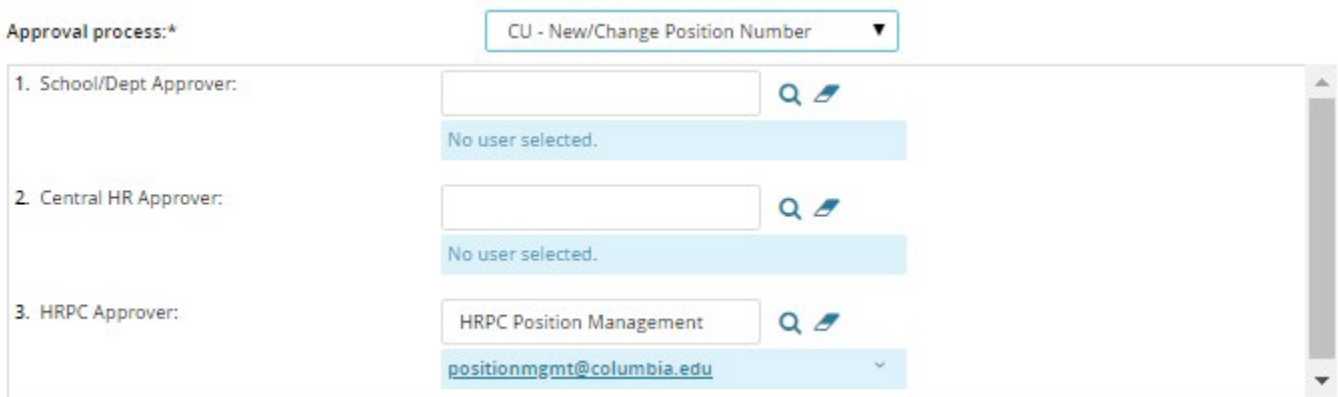 Approval process:* CU - New/Change Position Number
1. School/Dept Approver:
No user selected.
2. Central HR Approver:
No user selected.
3. HRPC Approver: HRPC Position Management
positionmgmt@columbia.edu